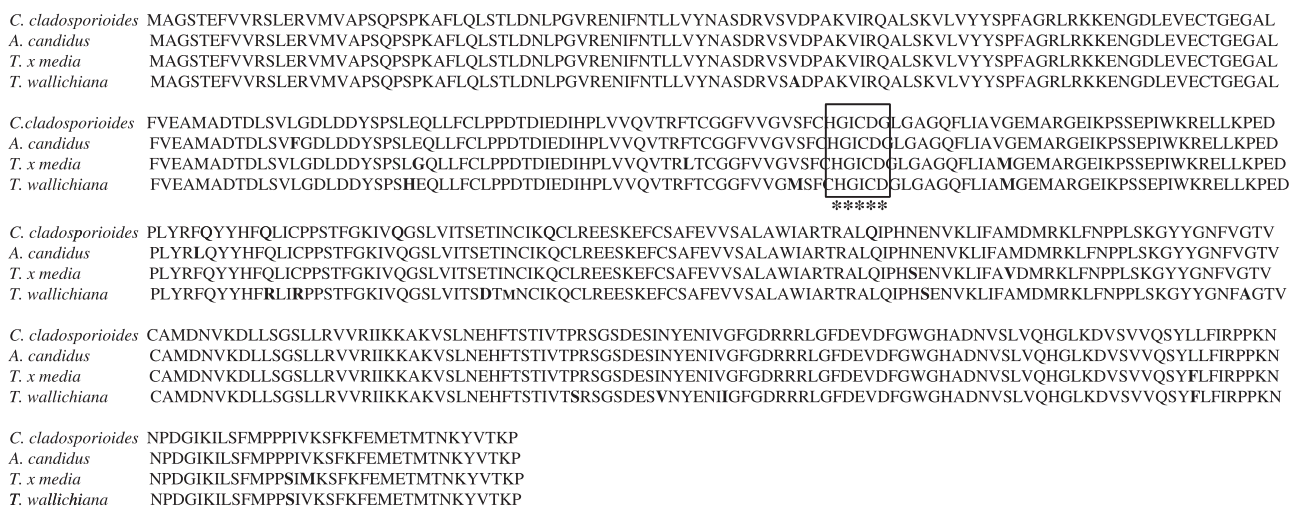 C. cladosporioides MAGSTEFVVRSLERVMVAPSQPSPKAFLQLSTLDNLPGVRENIFNTLLVYNASDRVSVDPAKVIRQALSKVLVYYSPFAGRLRKKENGDLEVECTGEGAL
A. candidus MAGSTEFVVRSLERVMVAPSQPSPKAFLQLSTLDNLPGVRENIFNTLLVYNASDRVSVDPAKVIRQALSKVLVYYSPFAGRLRKKENGDLEVECTGEGAL
T. x media MAGSTEFVVRSLERVMVAPSQPSPKAFLQLSTLDNLPGVRENIFNTLLVYNASDRVSVDPAKVIRQALSKVLVYYSPFAGRLRKKENGDLEVECTGEGAL
T. wallichiana MAGSTEFVVRSLERVMVAPSQPSPKAFLQLSTLDNLPGVRENIFNTLLVYNASDRVSVADPAKVIRQALSKVLVYYSPFAGRLRKKENGDLEVECTGEGAL
C.cladosporioides FVEAMADTDLSVLGDLDDYSPSLEQLLFCLPPDTDIEDIHPLVVQVTRFTCGGFVVGVSFCHGICDGLGAGQFLIAVGEMARGEIKPSSEPIWKRELLKPED
A. candidus FVEAMADTDLSVFGDLDDYSPSLEQLLFCLPPDTDIEDIHPLVVQVTRFTCGGFVVGVSFCHGICDGLGAGQFLIAVGEMARGEIKPSSEPIWKRELLKPED
T. x media FVEAMADTDLSVLGDLDDYSPSLGQLLFCLPPDTDIEDIHPLVVQVTRLTCGGFVVGVSFCHGICDGLGAGQFLIAMGEMARGEIKPSSEPIWKRELLKPED
T. wallichiana FVEAMADTDLSVLGDLDDYSPSHEQLLFCLPPDTDIEDIHPLVVQVTRFTCGGFVVGMSFCHGICDGLGAGQFLIAMGEMARGEIKPSSEPIWKRELLKPED
*****
C. cladosporioides PLYRFQYYHFQLICPPSTFGKIVQGSLVITSETINCIKQCLREESKEFCSAFEVVSALAWIARTRALQIPHNENVKLIFAMDMRKLFNPPLSKGYYGNFVGTV
A. candidus PLYRLQYYHFQLICPPSTFGKIVQGSLVITSETINCIKQCLREESKEFCSAFEVVSALAWIARTRALQIPHNENVKLIFAMDMRKLFNPPLSKGYYGNFVGTV
T. x media PLYRFQYYHFQLICPPSTFGKIVQGSLVITSETINCIKQCLREESKEFCSAFEVVSALAWIARTRALQIPHSENVKLIFAVDMRKLFNPPLSKGYYGNFVGTV
T. wallichiana PLYRFQYYHFRLIRPPSTFGKIVQGSLVITSDTMNCIKQCLREESKEFCSAFEVVSALAWIARTRALQIPHSENVKLIFAMDMRKLFNPPLSKGYYGNFAGTV
C. cladosporioides CAMDNVKDLLSGSLLRVVRIIKKAKVSLNEHFTSTIVTPRSGSDESINYENIVGFGDRRRLGFDEVDFGWGHADNVSLVQHGLKDVSVVQSYLLFIRPPKN
A. candidus CAMDNVKDLLSGSLLRVVRIIKKAKVSLNEHFTSTIVTPRSGSDESINYENIVGFGDRRRLGFDEVDFGWGHADNVSLVQHGLKDVSVVQSYLLFIRPPKN
T. x media CAMDNVKDLLSGSLLRVVRIIKKAKVSLNEHFTSTIVTPRSGSDESINYENIVGFGDRRRLGFDEVDFGWGHADNVSLVQHGLKDVSVVQSYFLFIRPPKN
T. wallichiana CAMDNVKDLLSGSLLRVVRIIKKAKVSLNEHFTSTIVTSRSGSDESVNYENIIGFGDRRRLGFDEVDFGWGHADNVSLVQHGLKDVSVVQSYFLFIRPPKN
C. cladosporioides NPDGIKILSFMPPPIVKSFKFEMETMTNKYVTKP
A. candidus NPDGIKILSFMPPPIVKSFKFEMETMTNKYVTKP
T. x media NPDGIKILSFMPPSIMKSFKFEMETMTNKYVTKP
T. wallichiana NPDGIKILSFMPPSIVKSFKFEMETMTNKYVTKP